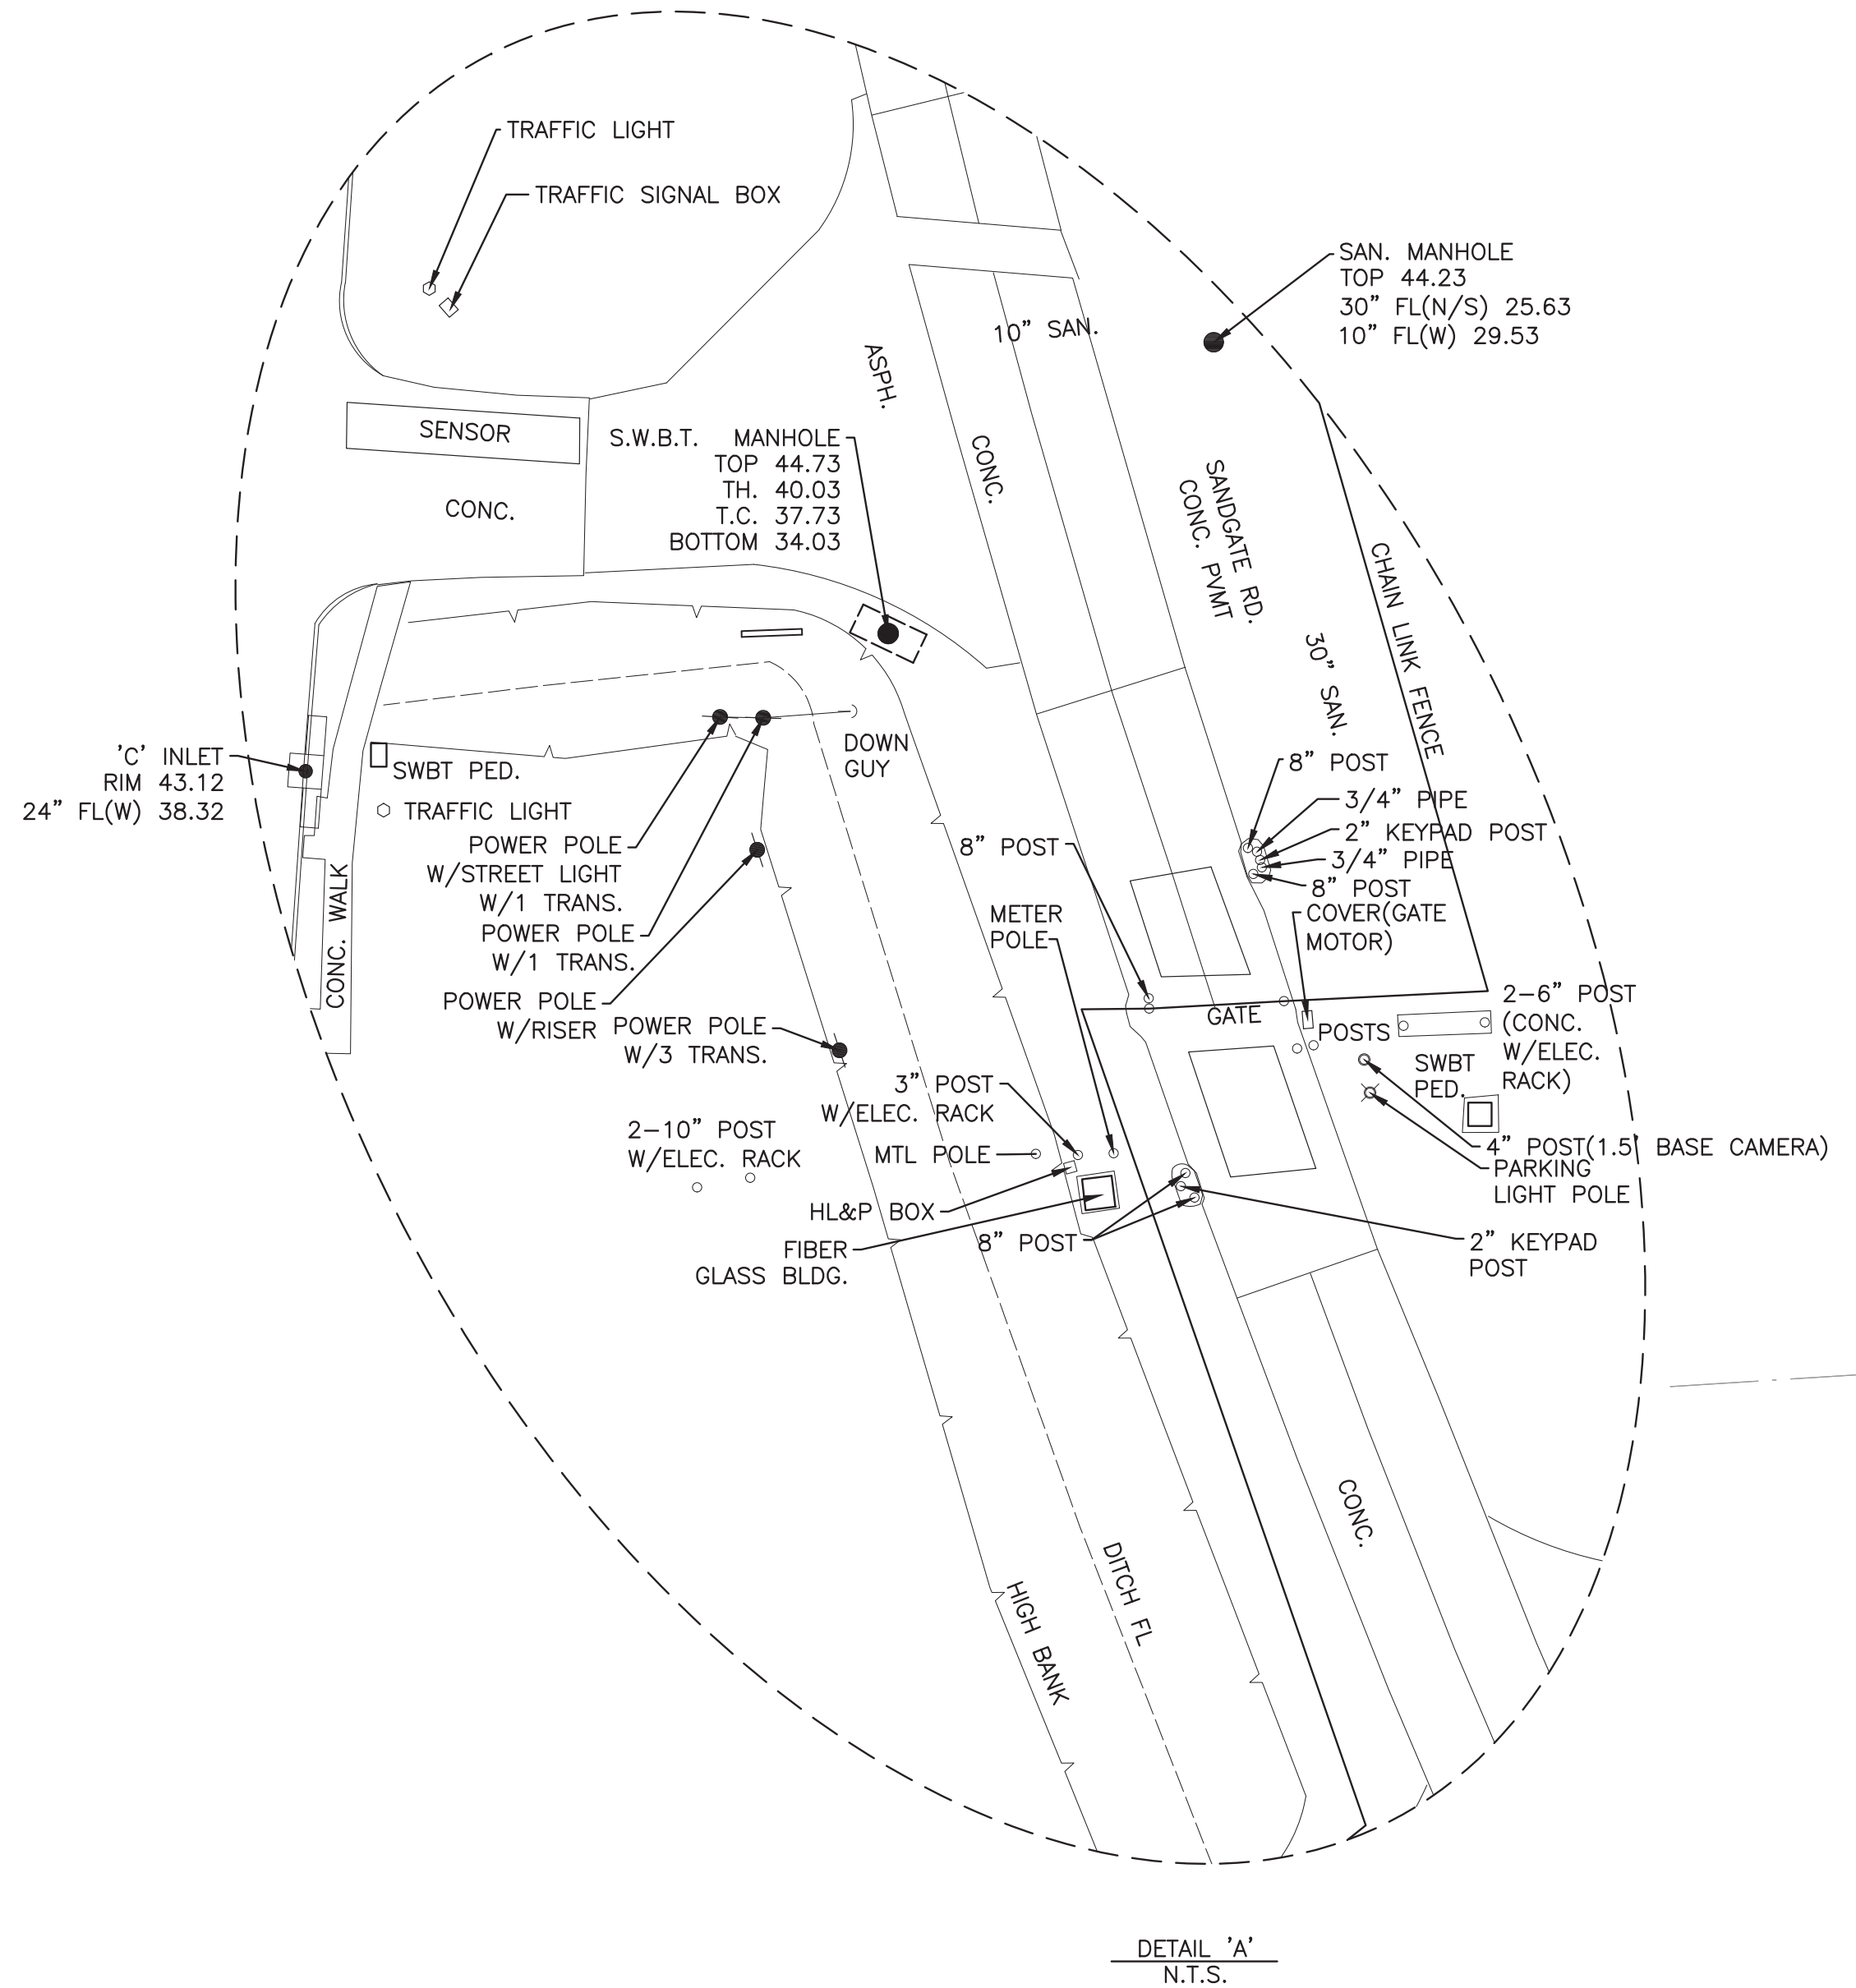 TRAFFIC LIGHT
TRAFFIC SIGNAL BOX
SAN. MANHOLE
TOP 44.23
30” FL(N/S) 25.63
10” FL(W) 29.53
10” SAN.
ASPH.
SENSOR
S.W.B.T. MANHOLE
TOP 44.73
TH. 40.03
T.C. 37.73
BOTTOM 34.03
CONC.
CONC.
SANDGATE RD.
CONC. PVMT
CHAIN LINK FENCE
30” SAN.
'C' INLET
RIM 43.12
24” FL(W) 38.32
SWBT PED.
TRAFFIC LIGHT
DOWN
GUY
POWER POLE
W/STREET LIGHT
W/1 TRANS.
POWER POLE
W/1 TRANS.
POWER POLE
W/RISER
POWER POLE
W/3 TRANS.
CONC. WALK
8” POST
3/4” PIPE
2” KEYPAD POST
3/4” PIPE
8” POST
COVER(GATE
MOTOR)
8” POST
METER
POLE
GATE
POSTS
2-6” POST
(CONC.
W/ELEC.
RACK)
SWBT
PED.
3” POST
W/ELEC. RACK
2-10” POST
W/ELEC. RACK
MTL POLE
4” POST(1.5' BASE CAMERA)
PARKING
LIGHT POLE
HL&P BOX
FIBER
GLASS BLDG.
8” POST
2” KEYPAD
POST
CONC.
DITCH FL
HIGH BANK
DETAIL 'A'
N.T.S.